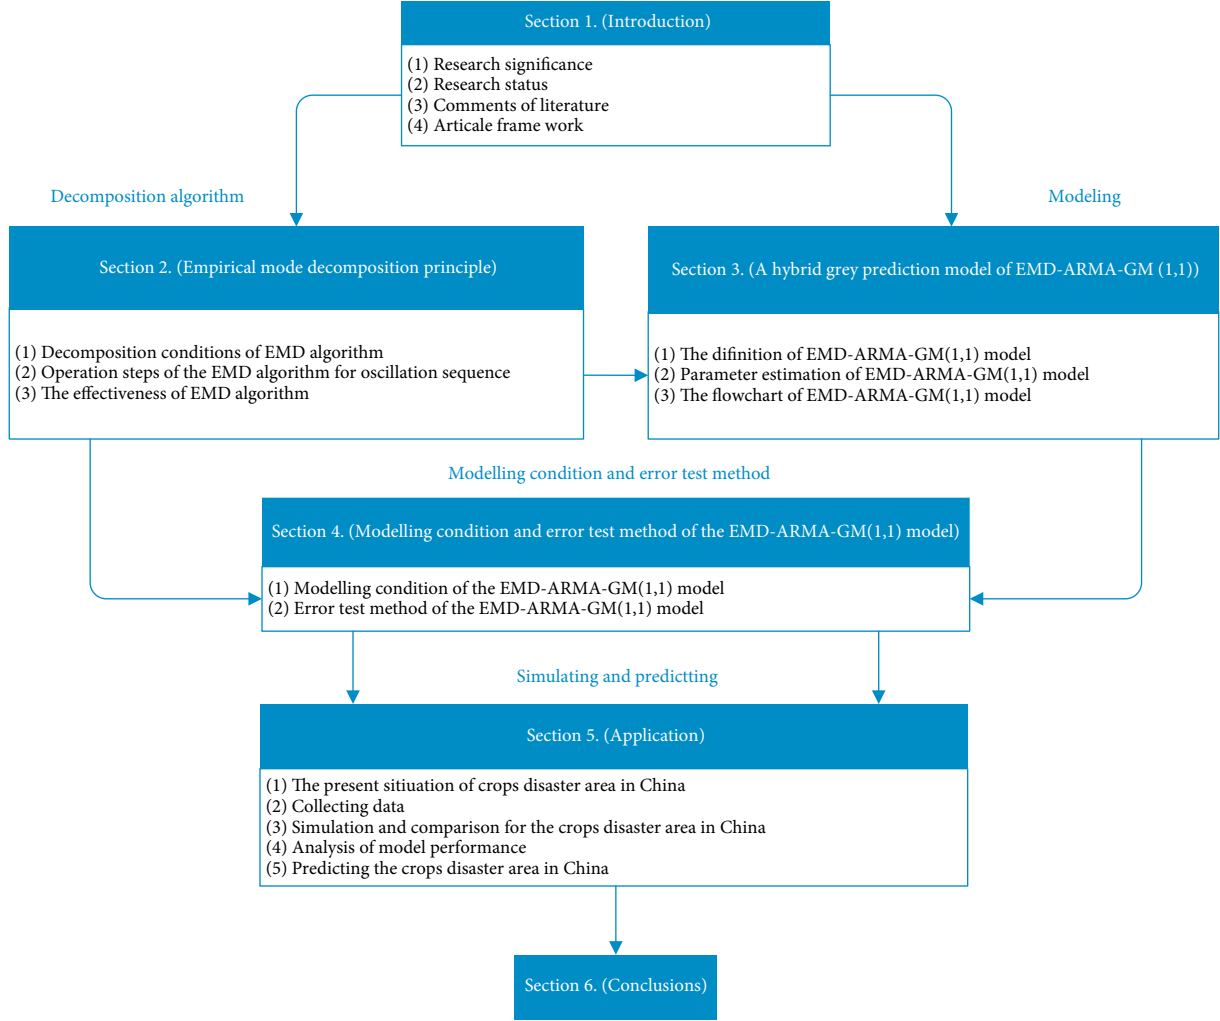 Section 1. (Introduction)
(1) Research significance
(2) Research status
(3) Comments of literature
(4) Articale frame work
Decomposition algorithm
Modeling
Section 2. (Empirical mode decomposition principle)
(1) Decomposition conditions of EMD algorithm
(2) Operation steps of the EMD algorithm for oscillation sequence
(3) The effectiveness of EMD algorithm
Section 3. (A hybrid grey prediction model of EMD-ARMA-GM (1,1))
(1) The difinition of EMD-ARMA-GM(1,1) model
(2) Parameter estimation of EMD-ARMA-GM(1,1) model
(3) The flowchart of EMD-ARMA-GM(1,1) model
Modelling condition and error test method
Section 4. (Modelling condition and error test method of the EMD-ARMA-GM(1,1) model)
(1) Modelling condition of the EMD-ARMA-GM(1,1) model
(2) Error test method of the EMD-ARMA-GM(1,1) model
Simulating and predictting
Section 5. (Application)
(1) The present sitiuation of crops disaster area in China
(2) Collecting data
(3) Simulation and comparison for the crops disaster area in China
(4) Analysis of model performance
(5) Predicting the crops disaster area in China
Section 6. (Conclusions)